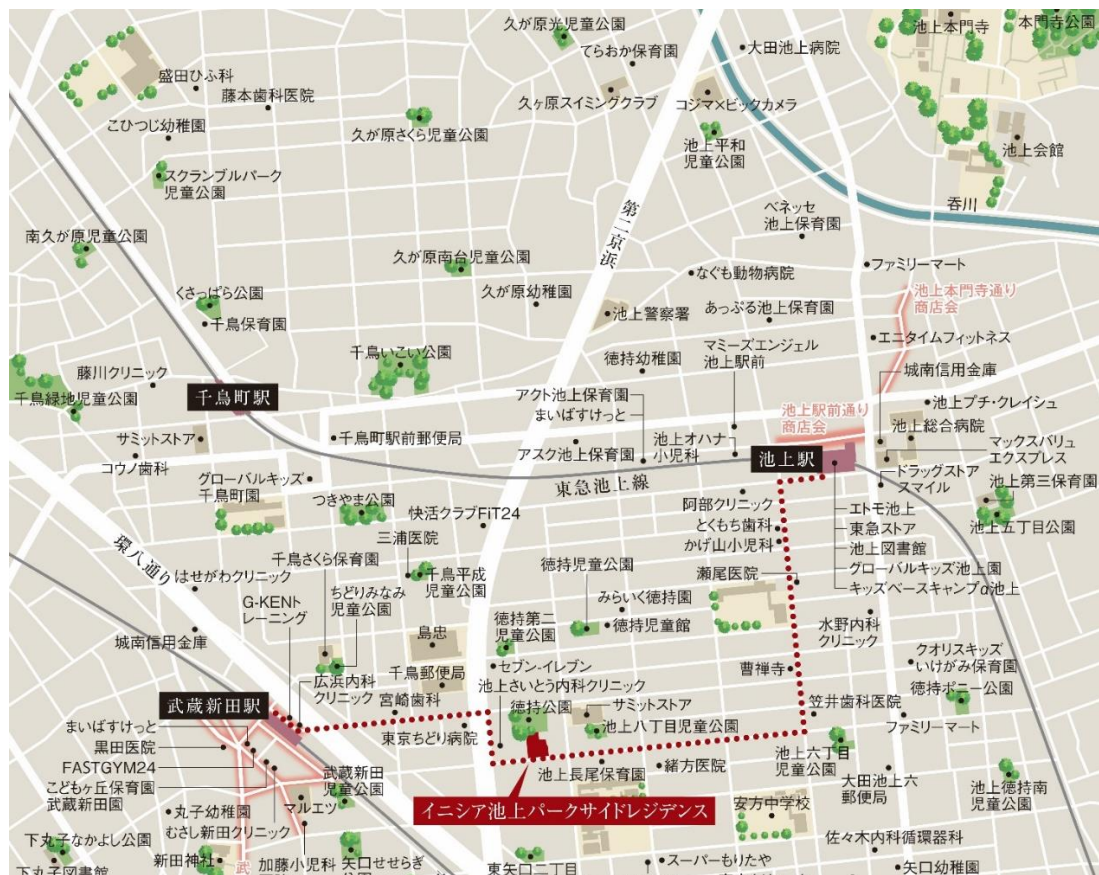 久が原光児童公園
てらおか保育園
大田池上病院
池上本門寺
本門寺公園
盛田ひふ科
藤本歯科医院
久ヶ原スイミングクラブ
コジマ×ビックカメラ
こひつじ幼稚園
久が原さくら児童公園
池上平和
児童公園
池上会館
スクランブルパーク
児童公園
呑川
第二京浜
ベネッセ
池上保育園
南久が原児童公園
久が原南台児童公園
なぐも動物病院
ファミリーマート
くさっぱら公園
久が原幼稚園
池上本門寺通り
商店会
千鳥保育園
池上警察署
あっぷる池上保育園
エニタイムフィットネス
千鳥いこい公園
徳持幼稚園
マミーズエンジェル
池上駅前
城南信用金庫
藤川クリニック
千鳥町駅
千鳥緑地児童公園
アクト池上保育園
まいばすけっと
池上駅前通り
商店会
池上プチ・クレイシュ
池上総合病院
サミットストア
千鳥町駅前郵便局
アスク池上保育園
池上オハナ
小児科
池上駅
マックスバリュ
エクスプレス
コウノ歯科
グローバルキッズ
千鳥町園
東急池上線
ドラッグストア
スマイル
池上第三保育園
つきやま公園
快活クラブFiT24
阿部クリニック
とくもち歯科
かげ山小児科
エトモ池上
東急ストア
池上図書館
グローバルキッズ池上園
キッズベースキャンプα池上
池上五丁目公園
環八通り
はせがわクリニック
三浦医院
千鳥さくら保育園
千鳥平成
児童公園
徳持児童公園
瀬尾医院
G-KENト
レーニング
ちどりみなみ
児童公園
みらいく徳持園
徳持児童館
城南信用金庫
島忠
徳持第二
児童公園
水野内科
クリニック
広浜内科
クリニック
千鳥郵便局
セブン-イレブン
池上さいとう内科クリニック
曹禅寺
クオリスキッズ
いけがみ保育園
武蔵新田駅
宮崎歯科
徳持公園
サミットストア
笠井歯科医院
徳持ポニー公園
まいばすけっと
東京ちどり病院
池上八丁目児童公園
ファミリーマート
黒田医院
FASTGYM24
こどもヶ丘保育園
武蔵新田園
武蔵新田
児童公園
池上長尾保育園
緒方医院
池上六丁目
児童公園
大田池上六
郵便局
池上徳持南
児童公園
丸子幼稚園
マルエツ
イニシア池上パークサイドレジデンス
安方中学校
むさし新田クリニック
下丸子なかよし公園
佐々木内科循環器科
新田神社
武
加藤小児科
矢口せせらぎ
東矢口二丁目
スーパーもりたや
矢口幼稚園
下丸子図書館